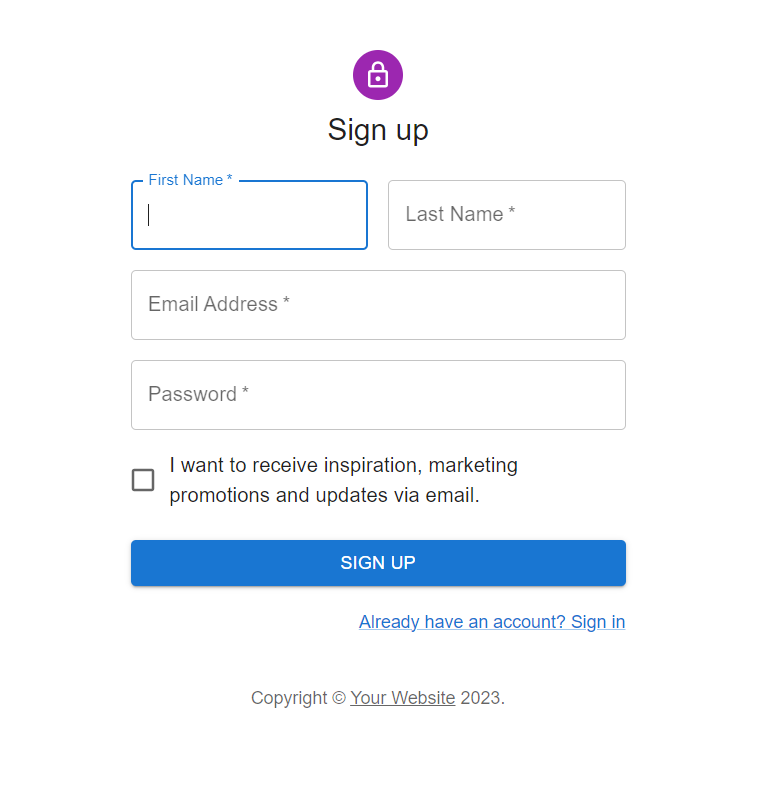 Sign up
First Name *
Last Name *
Email Address *
Password *
I want to receive inspiration, marketing
promotions and updates via email.
SIGN UP
Already have an account? Sign in
Copyright © Your Website 2023.